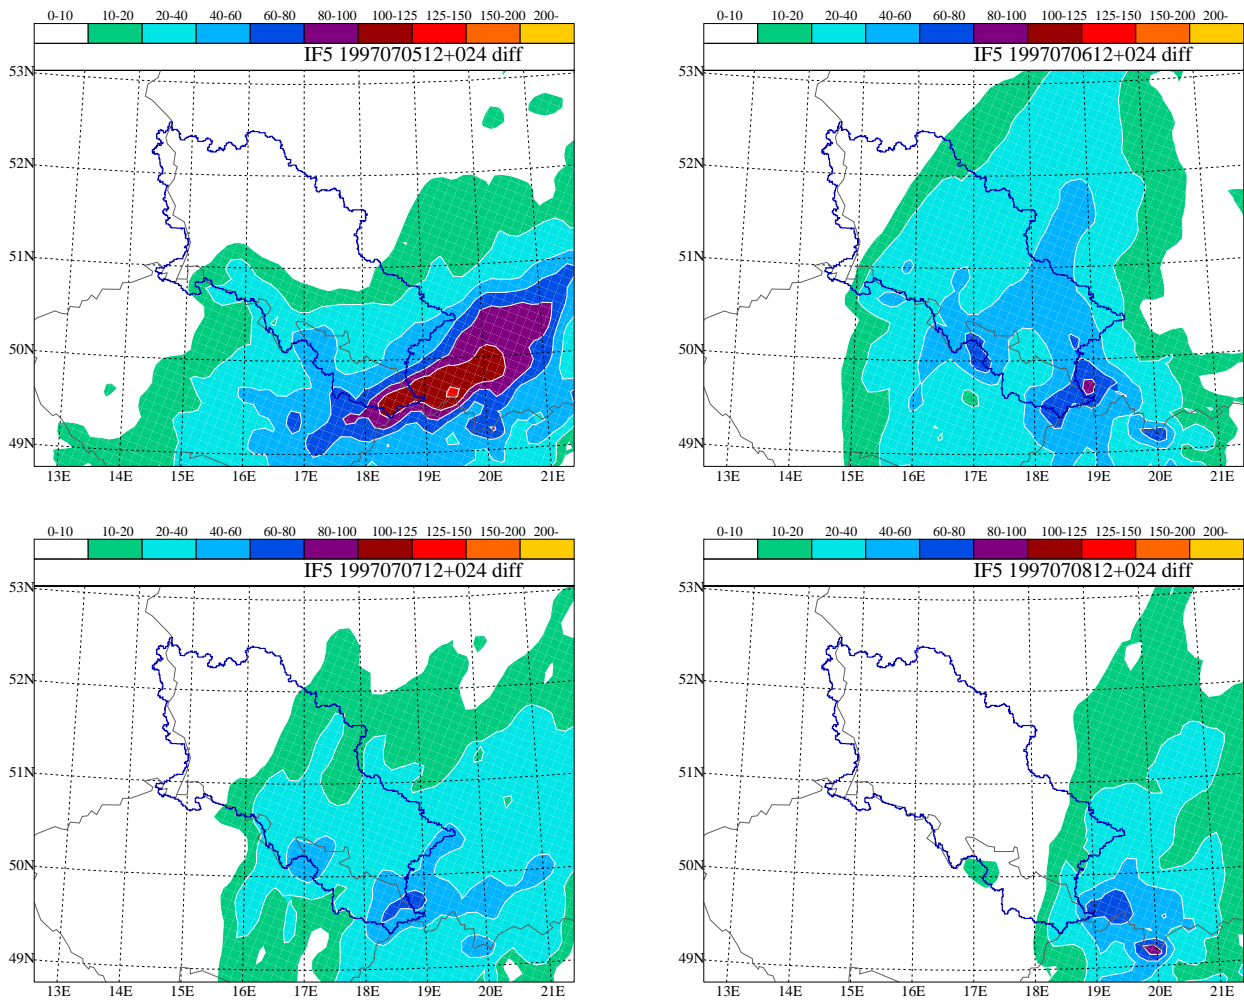 0-10 10-20 20-40 40-60 60-80 80-100 100-125 125-150 150-200 200-
IF5 1997070512+024 diff
53N
52N
51N
50N
49N
13E 14E 15E 16E 17E 18E 19E 20E 21E
0-10 10-20 20-40 40-60 60-80 80-100 100-125 125-150 150-200 200-
IF5 1997070612+024 diff
53N
52N
51N
50N
49N
13E 14E 15E 16E 17E 18E 19E 20E 21E
0-10 10-20 20-40 40-60 60-80 80-100 100-125 125-150 150-200 200-
IF5 1997070712+024 diff
53N
52N
51N
50N
49N
13E 14E 15E 16E 17E 18E 19E 20E 21E
0-10 10-20 20-40 40-60 60-80 80-100 100-125 125-150 150-200 200-
IF5 1997070812+024 diff
53N
52N
51N
50N
49N
13E 14E 15E 16E 17E 18E 19E 20E 21E